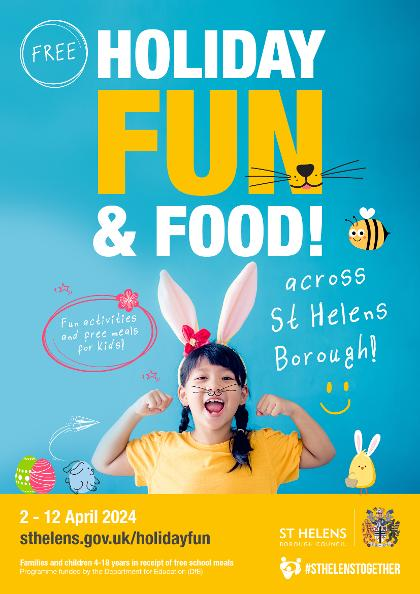 FREE
HOLIDAY
FUN
& FOOD!
across
St Helens
Borough!
Fun activities
and free meals
for kids!
2 - 12 April 2024
sthelens.gov.uk/holidayfun
Families and children 4-18 years in receipt of free school meals
Programme funded by the Department for Education (DfE)
ST HELENS
BOROUGH COUNCIL
#STHELENSTOGETHER